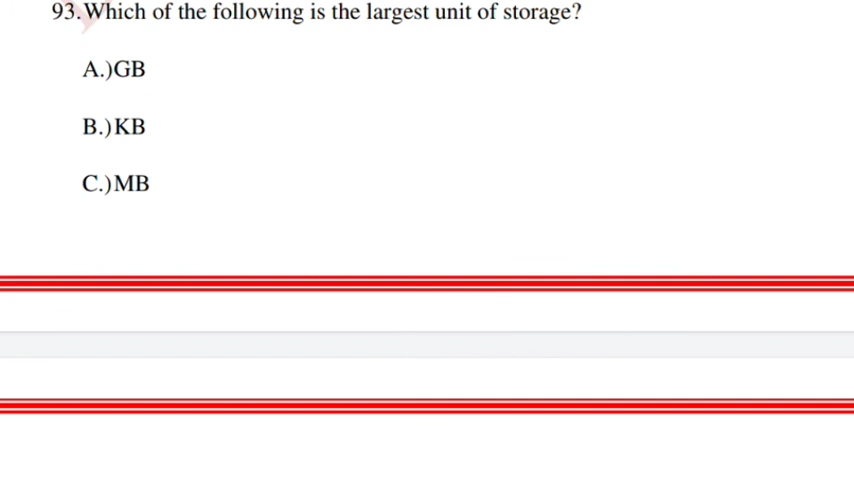 93. Which of the following is the largest unit of storage?
A.)GB
B.)KB
C.)MB